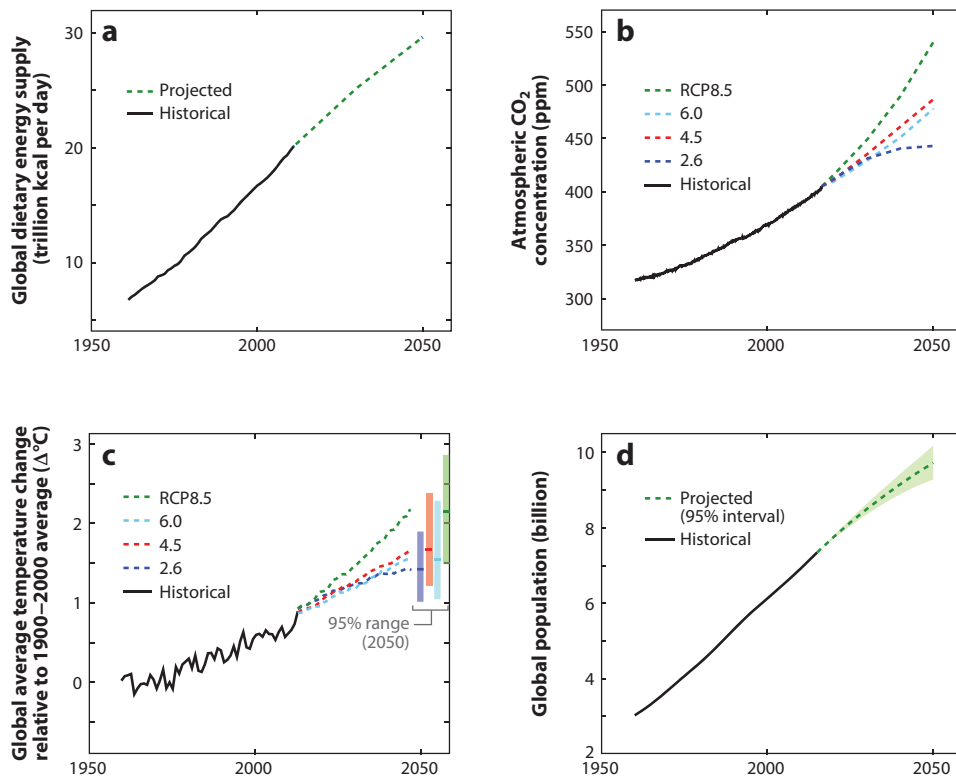 a
Global dietary energy supply
(trillion kcal per day)
30
20
10
Projected
Historical
1950
2000
2050
b
Atmospheric CO₂
concentration (ppm)
550
500
450
400
350
300
RCP8.5
6.0
4.5
2.6
Historical
1950
2000
2050
c
Global average temperature change
relative to 1900–2000 average (Δ°C)
3
2
1
0
RCP8.5
6.0
4.5
2.6
Historical
95% range
(2050)
1950
2000
2050
d
Global population (billion)
10
8
6
4
2
Projected
(95% interval)
Historical
1950
2000
2050